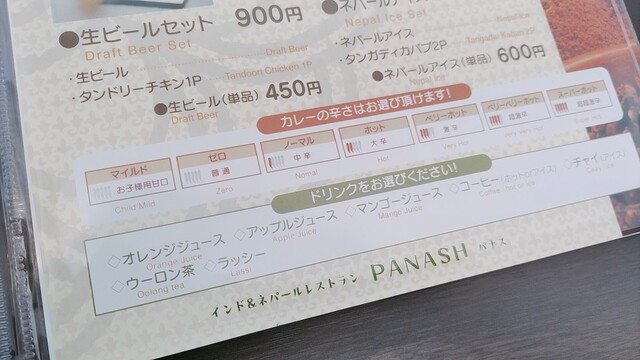 ●生ビールセット 900円
Draft Beer Set
・生ビール
Draft Beer
・タンドリーチキン1P
Tandoori Chicken 1P
●生ビール(単品) 450円
Draft Beer
Nepal Ice Set
・ネパールアイス
・タンガティカバブ2P
●ネパールアイス(単品) 600円
カレーの辛さはお選び頂けます!
マイルド
お子様用甘口
Child Mild
ゼロ
普通
Zero
ノーマル
中辛
Nomal
ホット
大辛
Hot
ベリーホット
激辛
Very Hot
ベリーベリーホット
超激辛
スーパーホット
超超激辛
ドリンクをお選びください!
◇オレンジジュース ◇アップルジュース ◇マンゴージュース ◇コーヒー(ホットorアイス) ◇チャイ(アイス)
Orange Juice Apple Juice Mango Juice
◇ウーロン茶 ◇ラッシー
Oolong tea Lassi
インド&ネパールレストラン PANASH パナス